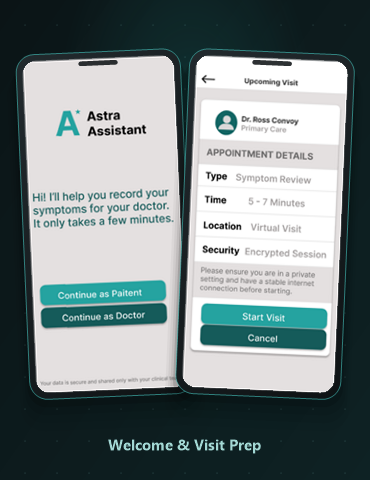 A
Astra
Assistant
Hi! I'll help you record your
symptoms for your doctor.
It only takes a few minutes.
Continue as Paitent
Continue as Doctor
Your data is secure and shared only with your clinical
Upcoming Visit
Dr. Ross Convoy
Primary Care
APPOINTMENT DETAILS
Type Symptom Review
Time 5 - 7 Minutes
Location Virtual Visit
Security Encrypted Session
Please ensure you are in a private
setting and have a stable internet
connection before starting.
Start Visit
Cancel
Welcome & Visit Prep